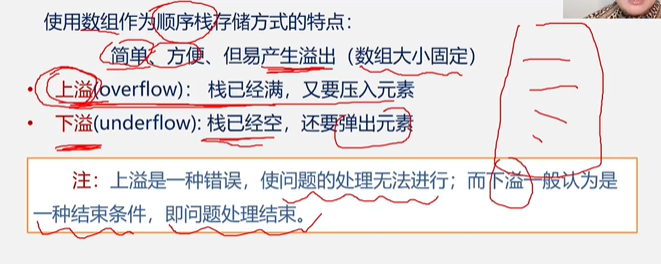 使用数组作为顺序栈存储方式的特点：
简单、方便、但易产生溢出（数组大小固定）
• 上溢(overflow)： 栈已经满，又要压入元素
• 下溢(underflow): 栈已经空，还要弹出元素
注：上溢是一种错误，使问题的处理无法进行；而下溢一般认为是
一种结束条件，即问题处理结束。